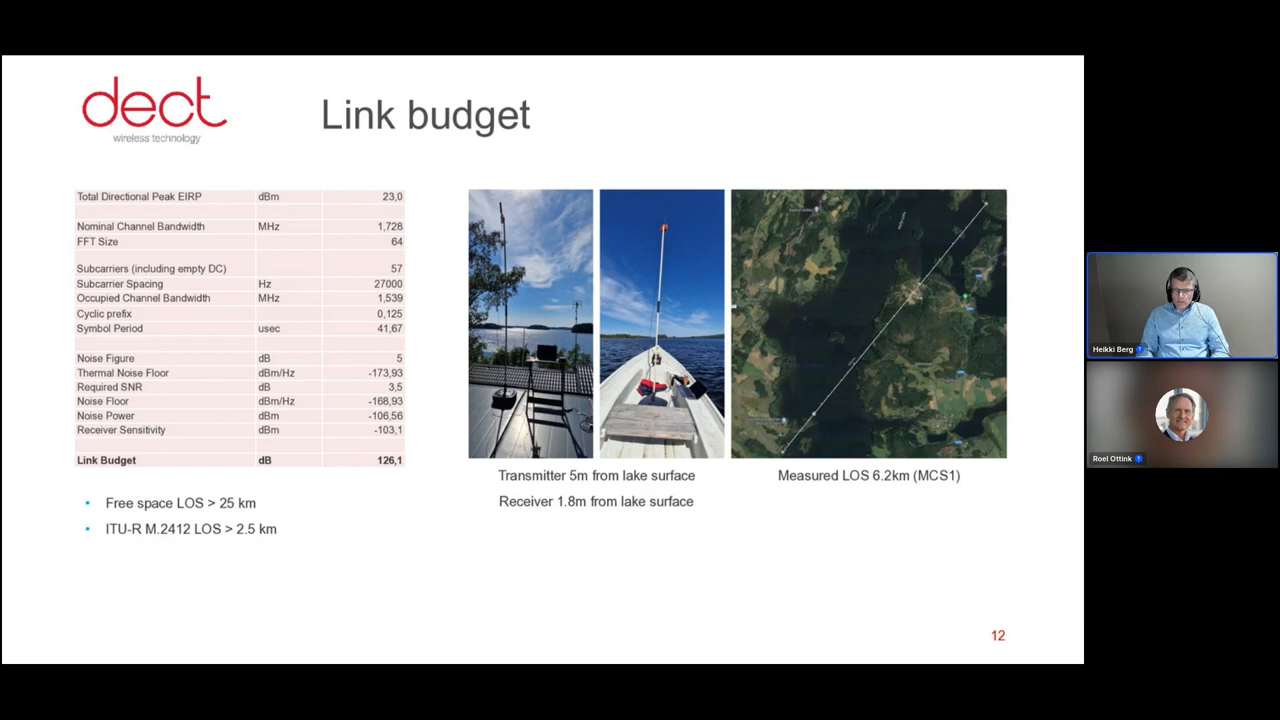 dect
wireless technology
Link budget
Total Directional Peak EIRP dBm 23,0
Nominal Channel Bandwidth MHz 1,728
FFT Size 64
Subcarriers (including empty DC) 57
Subcarrier Spacing Hz 27000
Occupied Channel Bandwidth MHz 1,539
Cyclic prefix 0,125
Symbol Period usec 41,67
Noise Figure dB 5
Thermal Noise Floor dBm/Hz -173,93
Required SNR dB 3,5
Noise Floor dBm/Hz -168,93
Noise Power dBm -106,56
Receiver Sensitivity dBm -103,1
Link Budget dB 126,1
• Free space LOS > 25 km
• ITU-R M.2412 LOS > 2.5 km
Transmitter 5m from lake surface
Receiver 1.8m from lake surface
Measured LOS 6.2km (MCS1)
12
Heikki Berg
Roel Ottink